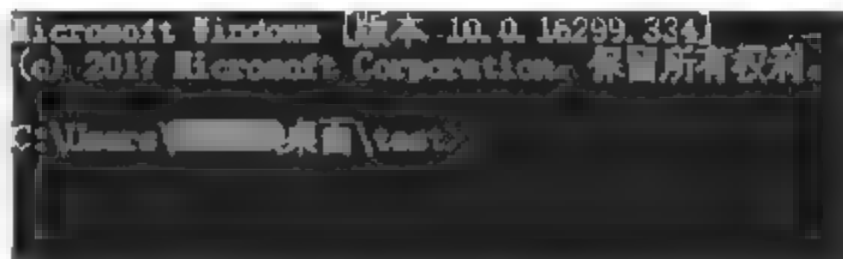 Microsoft Windows [版本 10.0.16299.334]
(c) 2017 Microsoft Corporation。保留所有权利。
C:\Users\桌面\test>